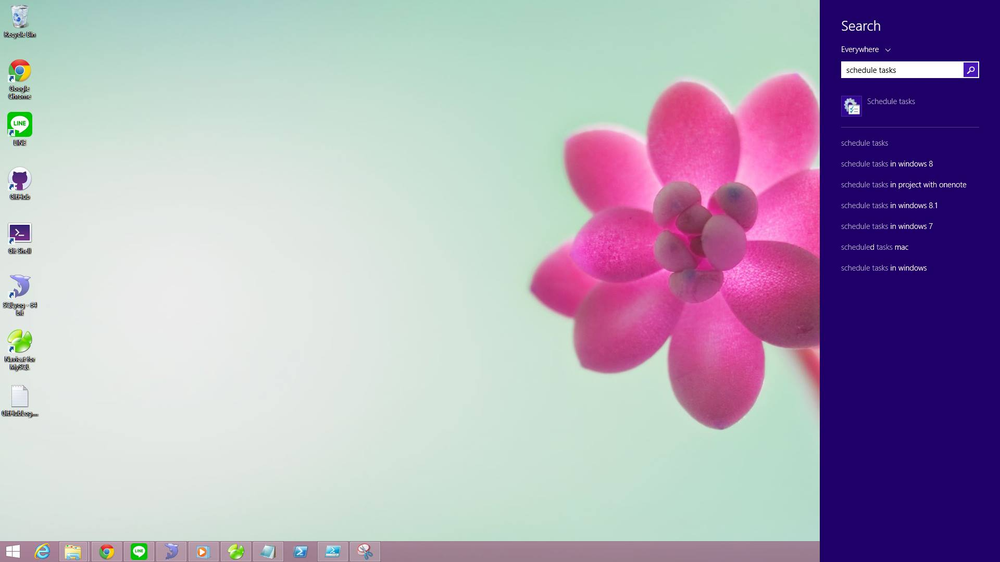 Recycle Bin
Google
Chrome
LINE
LINE
GitHub
Git Shell
SQLyog - 64
bit
Navicat for
MySQL
GitHubLog....
LINE
Search
Everywhere
schedule tasks
Schedule tasks
schedule tasks
schedule tasks in windows 8
schedule tasks in project with onenote
schedule tasks in windows 8.1
schedule tasks in windows 7
scheduled tasks mac
schedule tasks in windows